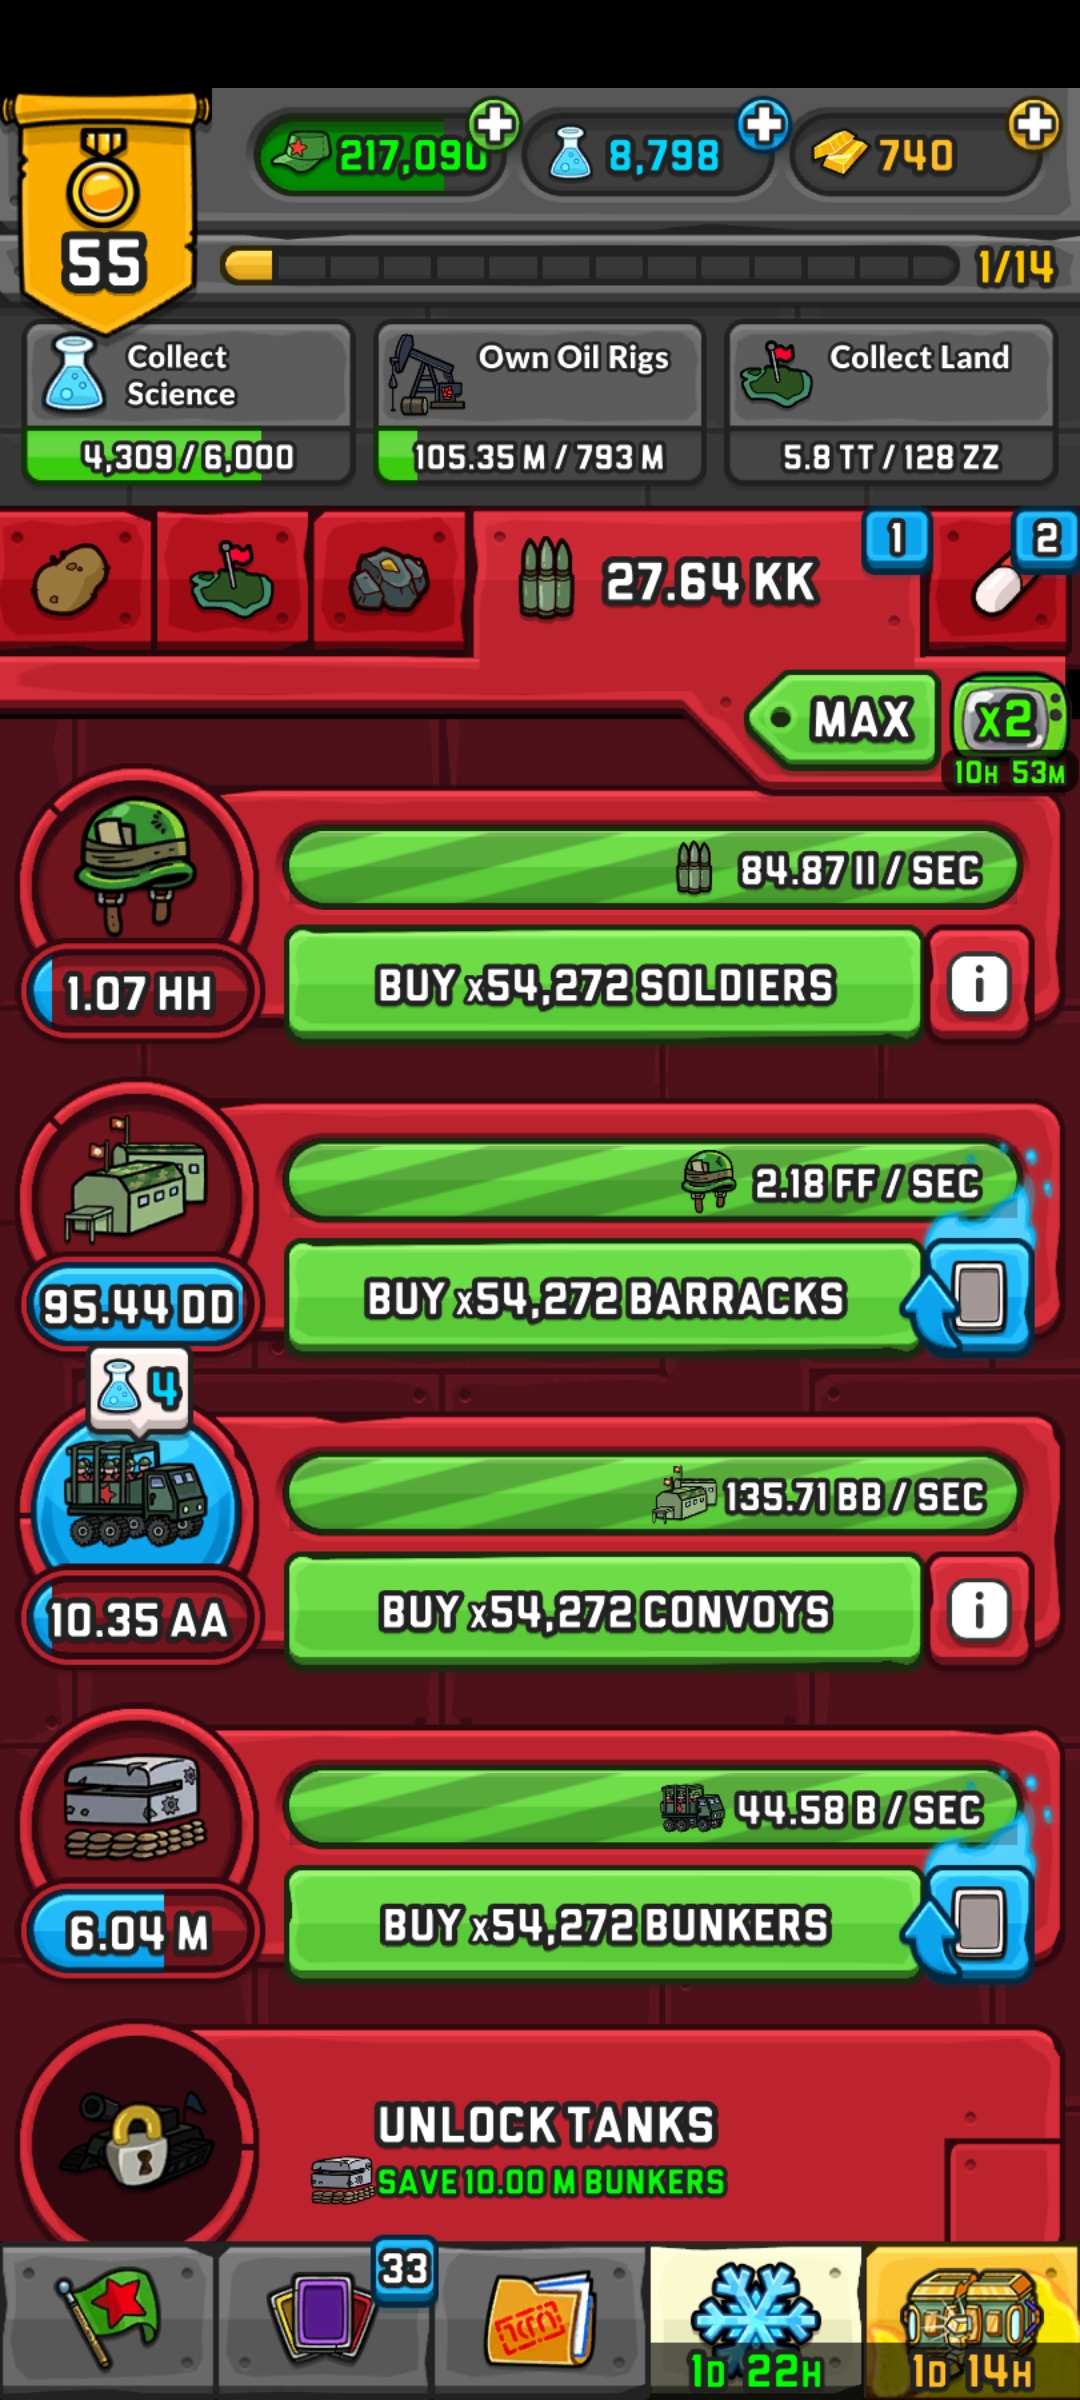 217,090
8,798
740
55
1/14
Collect
Science
4,309 / 6,000
Own Oil Rigs
105.35 M / 793 M
Collect Land
5.8 TT / 128 ZZ
27.64 KK
1
2
MAX
x2
10H 53M
84.87 II / SEC
1.07 HH
BUY x54,272 SOLDIERS
i
2.18 FF / SEC
95.44 DD
BUY x54,272 BARRACKS
4
135.71 BB / SEC
10.35 AA
BUY x54,272 CONVOYS
i
44.58 B / SEC
6.04 M
BUY x54,272 BUNKERS
UNLOCK TANKS
SAVE 10.00 M BUNKERS
33
1D 22H
1D 14H